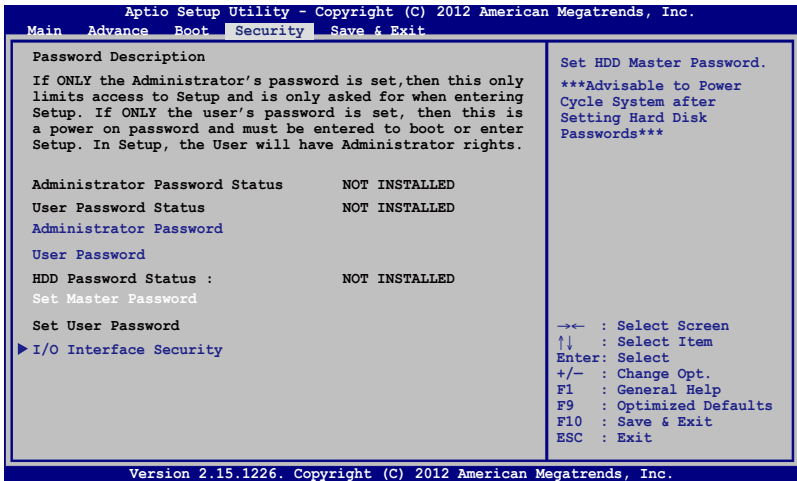 Aptio Setup Utility - Copyright (C) 2012 American Megatrends, Inc.
Main Advance Boot Security Save & Exit
Password Description
If ONLY the Administrator's password is set,then this only
limits access to Setup and is only asked for when entering
Setup. If ONLY the user's password is set, then this is
a power on password and must be entered to boot or enter
Setup. In Setup, the User will have Administrator rights.
Administrator Password Status NOT INSTALLED
User Password Status NOT INSTALLED
Administrator Password
User Password
HDD Password Status : NOT INSTALLED
Set Master Password
Set User Password
I/O Interface Security
Set HDD Master Password.
***Advisable to Power
Cycle System after
Setting Hard Disk
Passwords***
→← : Select Screen
↑↓ : Select Item
Enter: Select
+/— : Change Opt.
F1 : General Help
F9 : Optimized Defaults
F10 : Save & Exit
ESC : Exit
Version 2.15.1226. Copyright (C) 2012 American Megatrends, Inc.